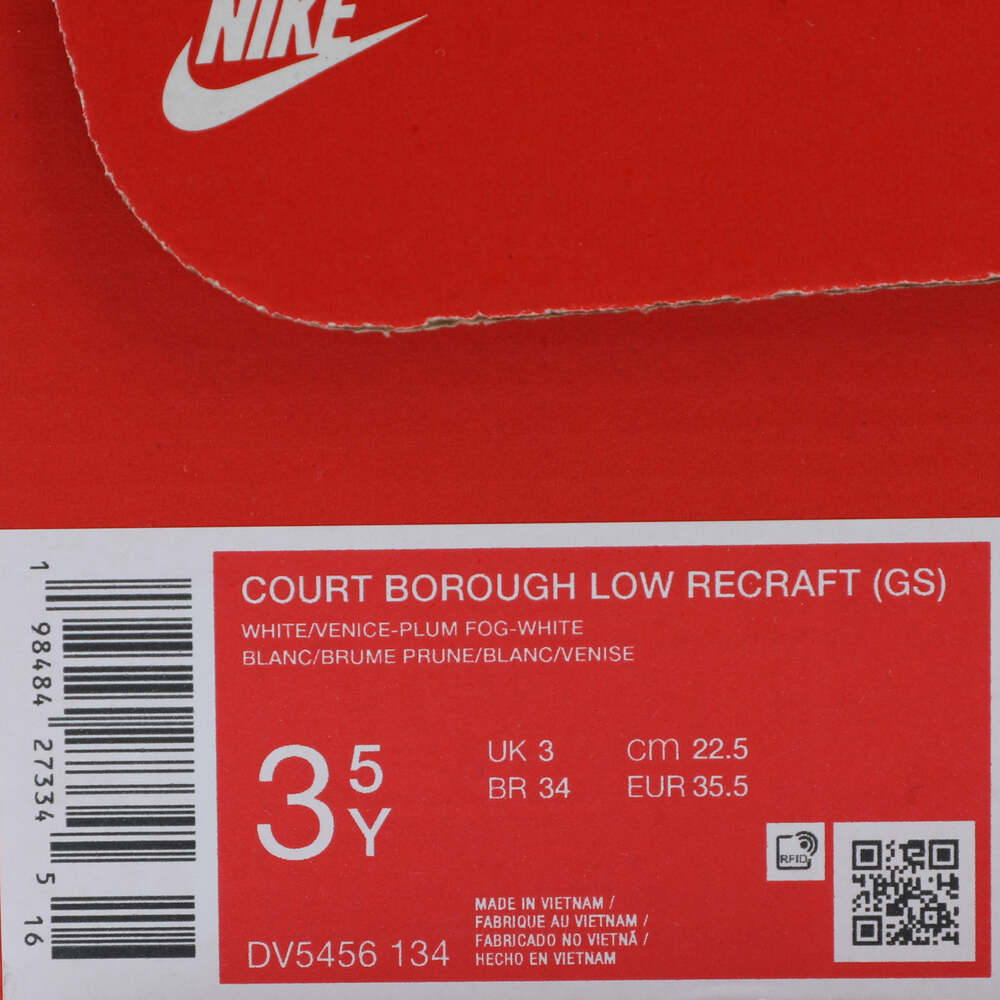 NIKE
COURT BOROUGH LOW RECRAFT (GS)
WHITE/VENICE-PLUM FOG-WHITE
BLANC/BRUME PRUNE/BLANC/VENISE
3 5 Y
UK 3 cm 22.5
BR 34 EUR 35.5
RFID
MADE IN VIETNAM /
FABRIQUE AU VIETNAM /
FABRICADO NO VIETNÃ /
HECHO EN VIETNAM
DV5456 134
1 98484 27334 5 16